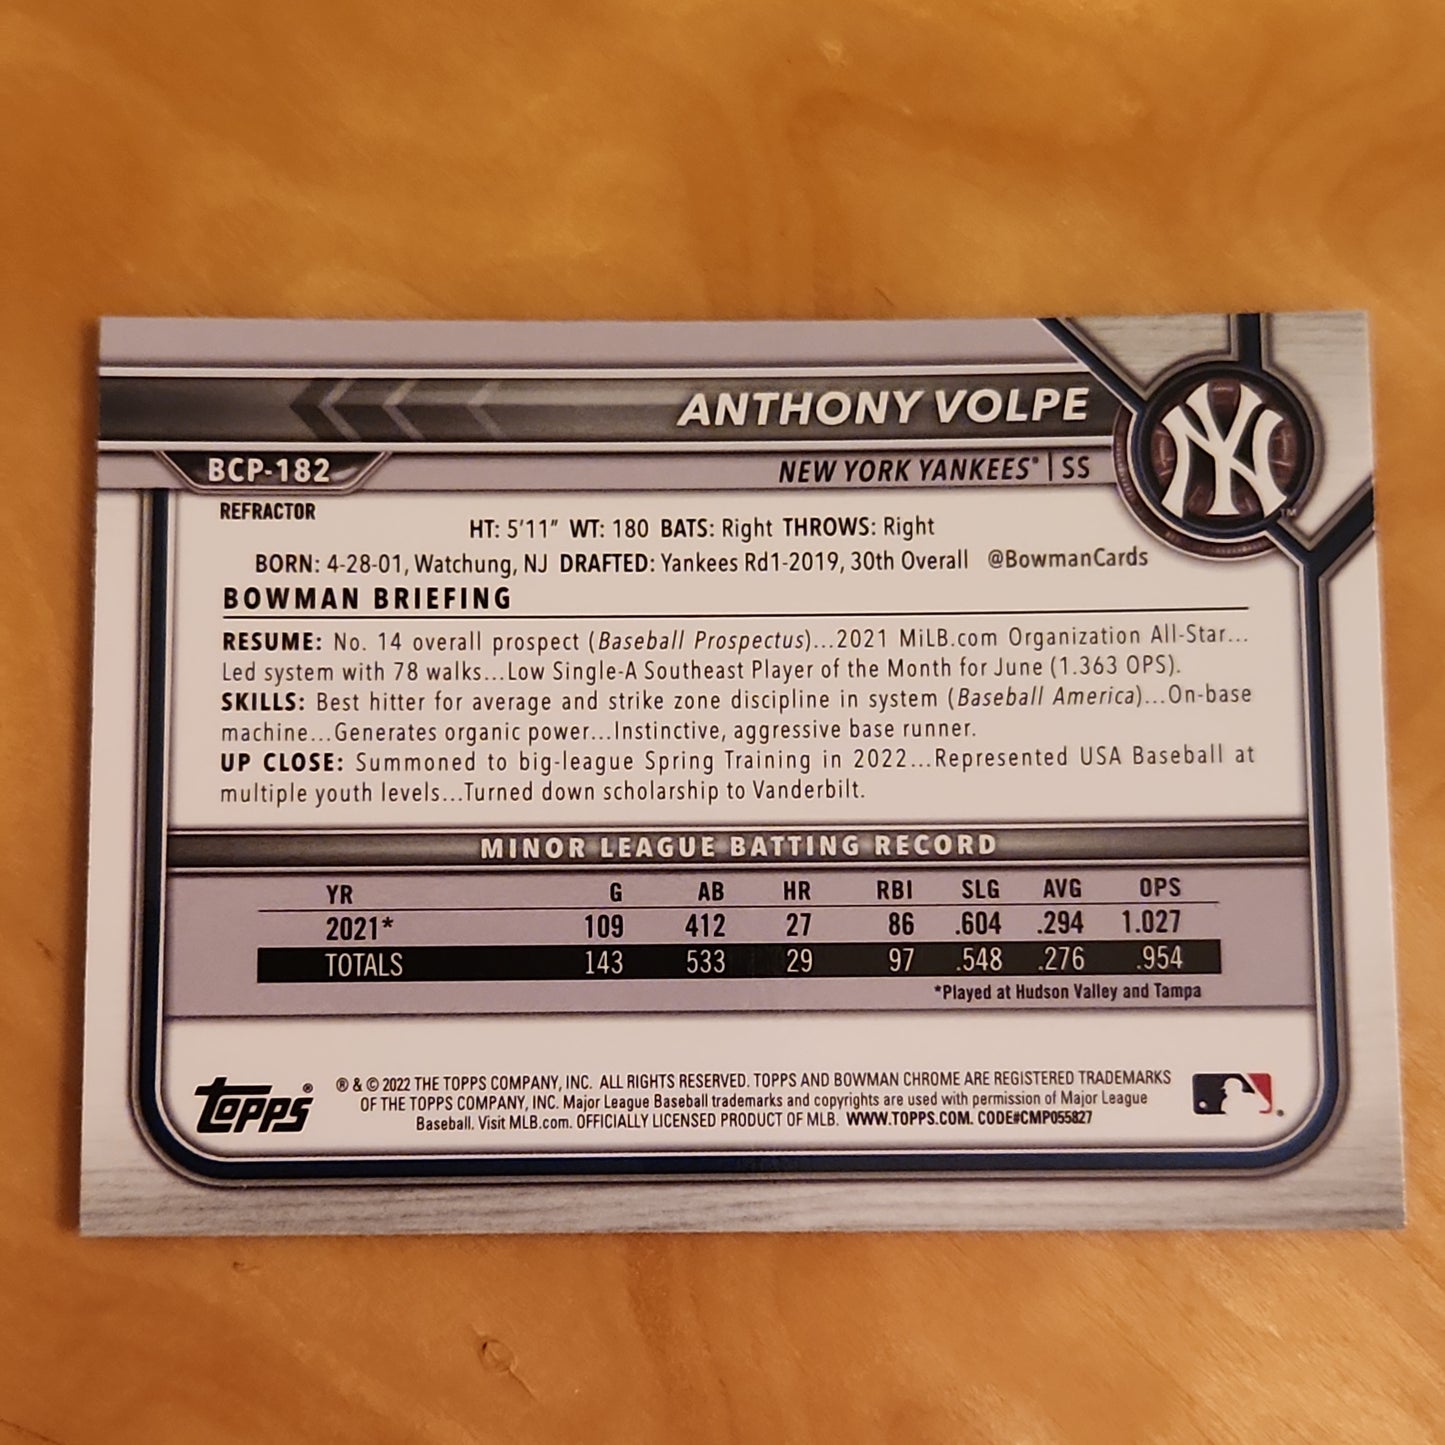 ANTHONY VOLPE
BCP-182
NEW YORK YANKEES® | SS
NY
TM
REFRACTOR
HT: 5'11" WT: 180 BATS: Right THROWS: Right
BORN: 4-28-01, Watchung, NJ DRAFTED: Yankees Rd1-2019, 30th Overall @BowmanCards
BOWMAN BRIEFING
RESUME: No. 14 overall prospect (Baseball Prospectus)...2021 MiLB.com Organization All-Star...
Led system with 78 walks...Low Single-A Southeast Player of the Month for June (1.363 OPS).
SKILLS: Best hitter for average and strike zone discipline in system (Baseball America)...On-base
machine...Generates organic power...Instinctive, aggressive base runner.
UP CLOSE: Summoned to big-league Spring Training in 2022...Represented USA Baseball at
multiple youth levels...Turned down scholarship to Vanderbilt.
MINOR LEAGUE BATTING RECORD
YR G AB HR RBI SLG AVG OPS
2021* 109 412 27 86 .604 .294 1.027
TOTALS 143 533 29 97 .548 .276 .954
*Played at Hudson Valley and Tampa
topps®
® & © 2022 THE TOPPS COMPANY, INC. ALL RIGHTS RESERVED. TOPPS AND BOWMAN CHROME ARE REGISTERED TRADEMARKS
OF THE TOPPS COMPANY, INC. Major League Baseball trademarks and copyrights are used with permission of Major League
Baseball. Visit MLB.com. OFFICIALLY LICENSED PRODUCT OF MLB. WWW.TOPPS.COM. CODE#CMP055827
®